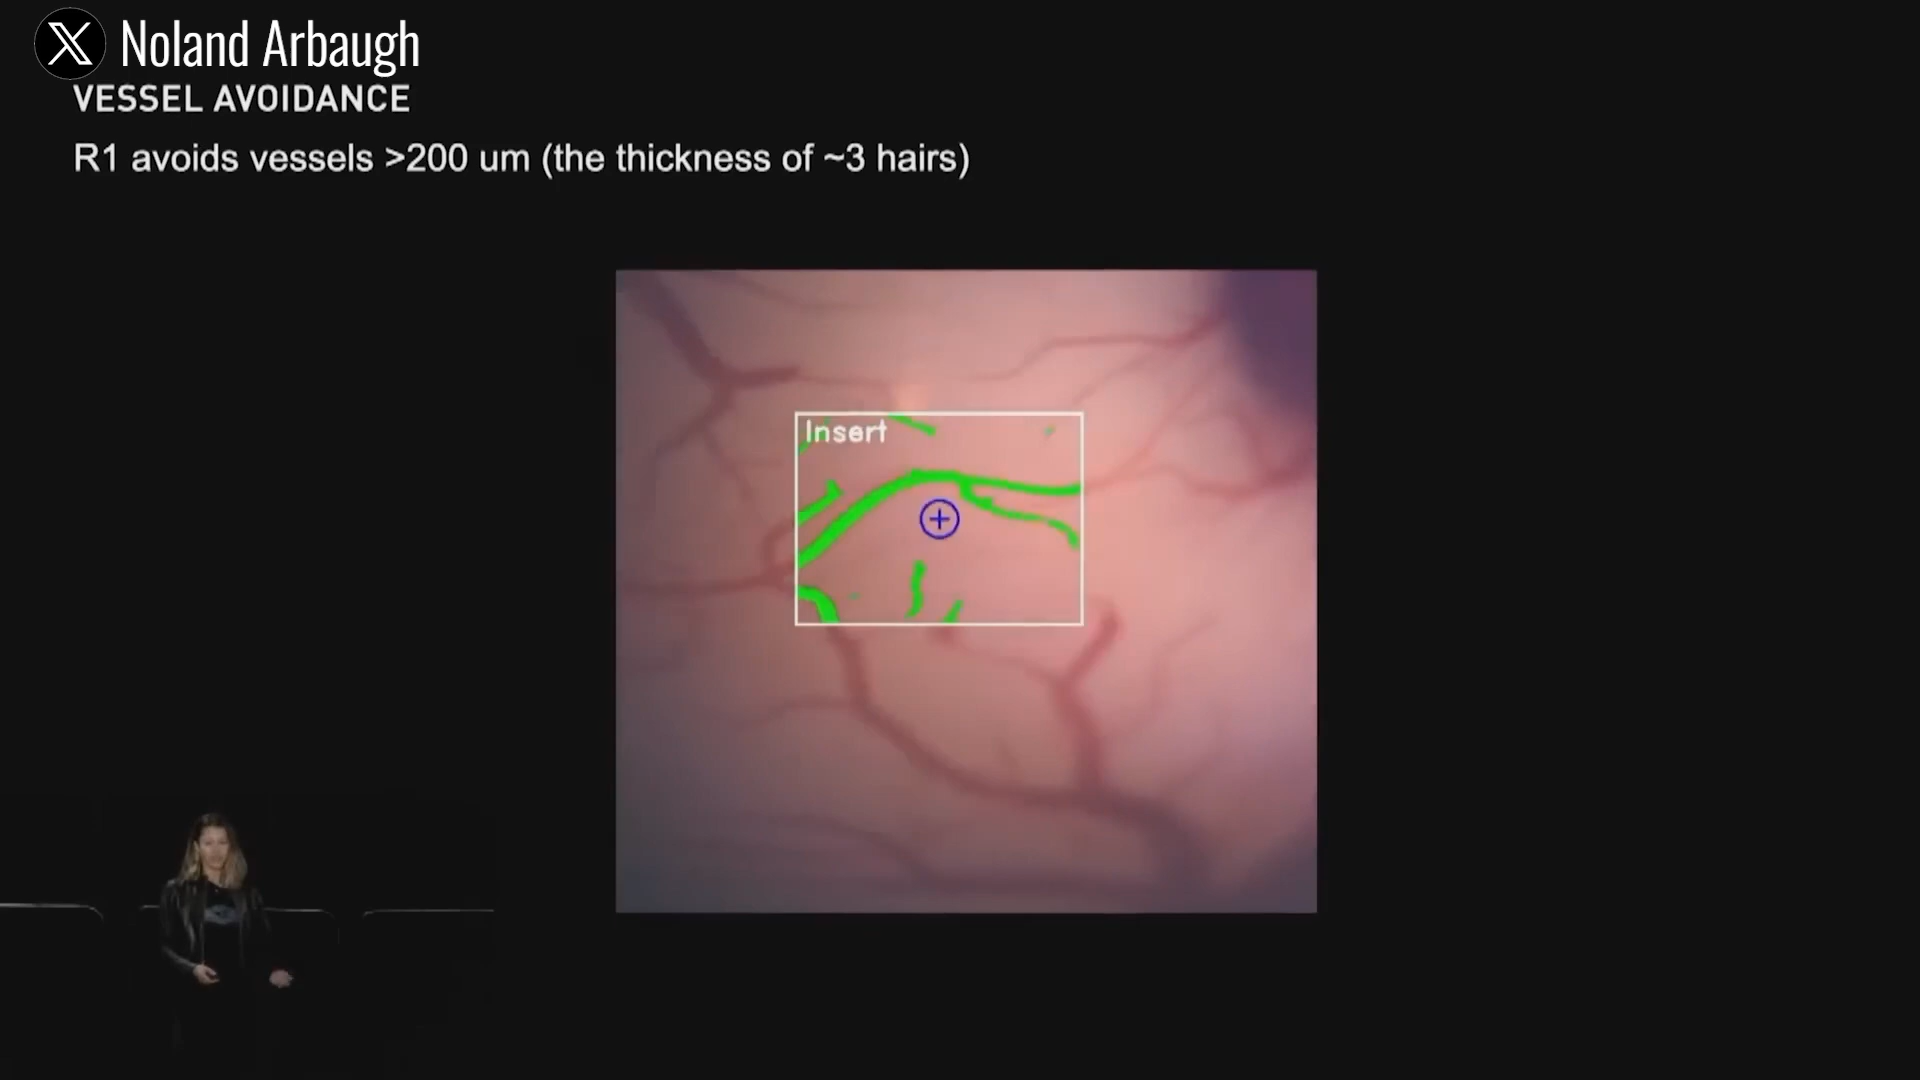 Noland Arbaugh
VESSEL AVOIDANCE
R1 avoids vessels >200 um (the thickness of ~3 hairs)
Insert